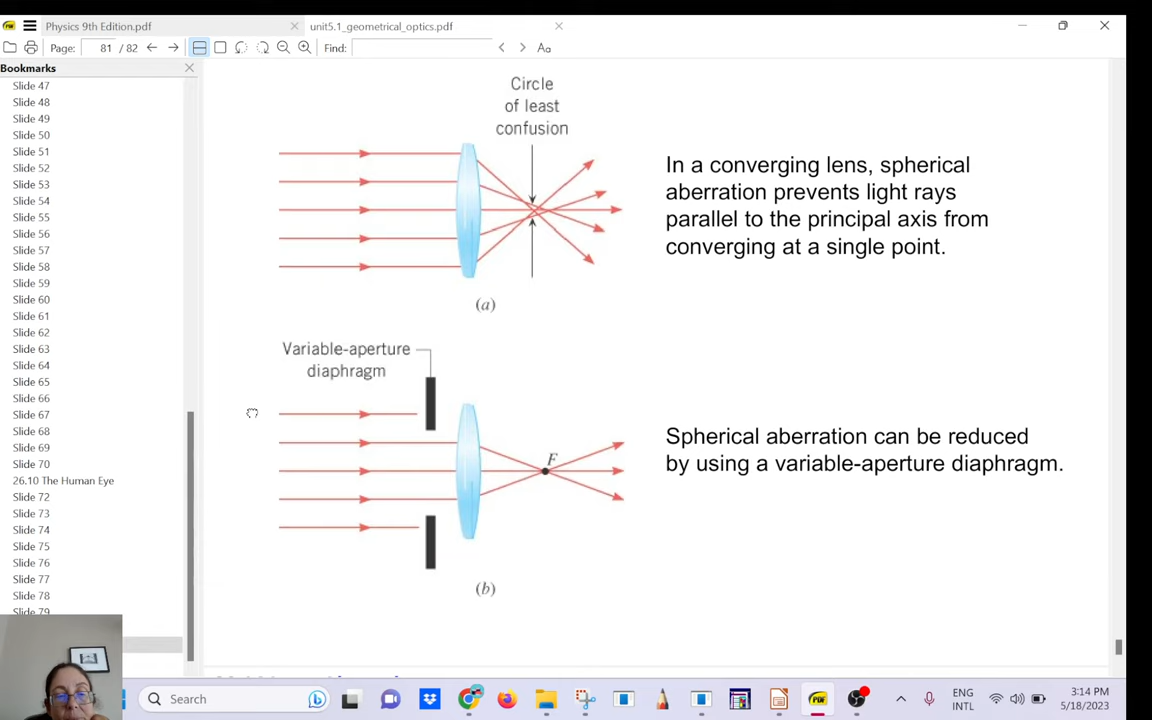 Physics 9th Edition.pdf
unit5.1_geometrical_optics.pdf
Page:
81 / 82
Find:
Aa
Bookmarks
Slide 47
Slide 48
Slide 49
Slide 50
Slide 51
Slide 52
Slide 53
Slide 54
Slide 55
Slide 56
Slide 57
Slide 58
Slide 59
Slide 60
Slide 61
Slide 62
Slide 63
Slide 64
Slide 65
Slide 66
Slide 67
Slide 68
Slide 69
Slide 70
26.10 The Human Eye
Slide 72
Slide 73
Slide 74
Slide 75
Slide 76
Slide 77
Slide 78
Slide 79
Circle
of least
confusion
(a)
In a converging lens, spherical
aberration prevents light rays
parallel to the principal axis from
converging at a single point.
Variable-aperture
diaphragm
F
(b)
Spherical aberration can be reduced
by using a variable-aperture diaphragm.
Search
ENG
INTL
3:14 PM
5/18/2023